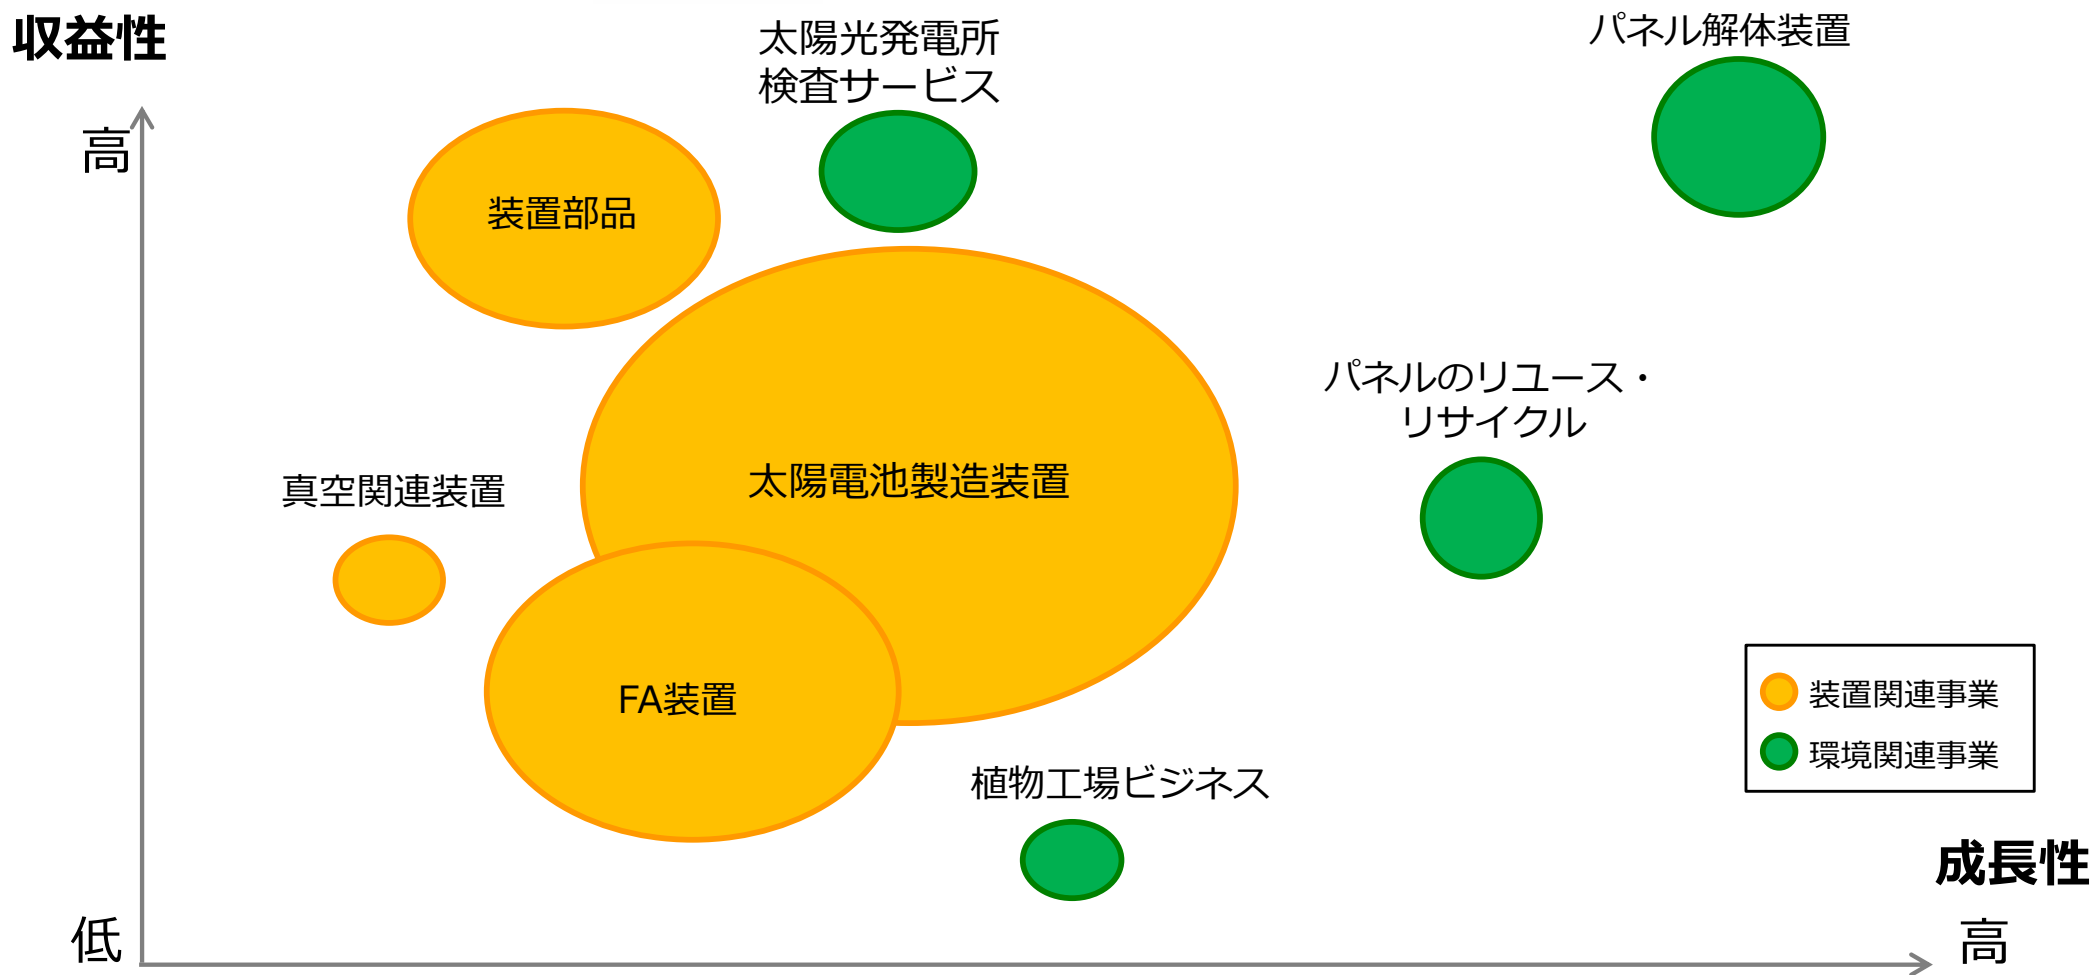 収益性
高
太陽光発電所
検査サービス
パネル解体装置
装置部品
パネルのリユース・
リサイクル
真空関連装置
太陽電池製造装置
FA装置
装置関連事業
環境関連事業
植物工場ビジネス
成長性
低
高